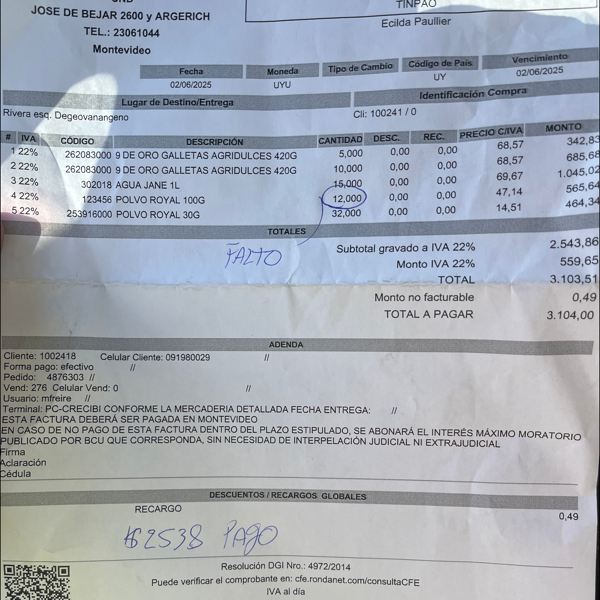 JOSE DE BEJAR 2600 y ARGERICH
TEL.: 23061044
Montevideo
TINPAO
Ecilda Paullier
Fecha Moneda Tipo de Cambio Código de País Vencimiento
02/06/2025 UYU UY 02/06/2025
Lugar de Destino/Entrega Identificación Compra
Rivera esq. Degeovanangeno Cli: 100241 / 0
# IVA CÓDIGO DESCRIPCIÓN CANTIDAD DESC. REC. PRECIO C/IVA MONTO
1 22% 262083000 9 DE ORO GALLETAS AGRIDULCES 420G 5,000 0,00 0,00 68,57 342,83
2 22% 262083000 9 DE ORO GALLETAS AGRIDULCES 420G 10,000 0,00 0,00 68,57 685,68
3 22% 302018 AGUA JANE 1L 15,000 0,00 0,00 69,67 1.045,02
4 22% 123456 POLVO ROYAL 100G 12,000 0,00 0,00 47,14 565,64
5 22% 253916000 POLVO ROYAL 30G 32,000 0,00 0,00 14,51 464,34
TOTALES
FALTO
Subtotal gravado a IVA 22% 2.543,86
Monto IVA 22% 559,65
TOTAL 3.103,51
Monto no facturable 0,49
TOTAL A PAGAR 3.104,00
ADENDA
Cliente: 1002418 Celular Cliente: 091980029 //
Forma pago: efectivo //
Pedido: 4876303 //
Vend: 276 Celular Vend: 0 //
Usuario: mfreire //
Terminal: PC-CRECIBI CONFORME LA MERCADERIA DETALLADA FECHA ENTREGA: //
ESTA FACTURA DEBERÁ SER PAGADA EN MONTEVIDEO
EN CASO DE NO PAGO DE ESTA FACTURA DENTRO DEL PLAZO ESTIPULADO, SE ABONARÁ EL INTERÉS MÁXIMO MORATORIO
PUBLICADO POR BCU QUE CORRESPONDA, SIN NECESIDAD DE INTERPELACIÓN JUDICIAL NI EXTRAJUDICIAL
Firma
Aclaración
Cédula
DESCUENTOS / RECARGOS GLOBALES
RECARGO 0,49
$2538 PAGO
Resolución DGI Nro.: 4972/2014
Puede verificar el comprobante en: cfe.rondanet.com/consultaCFE
IVA al día